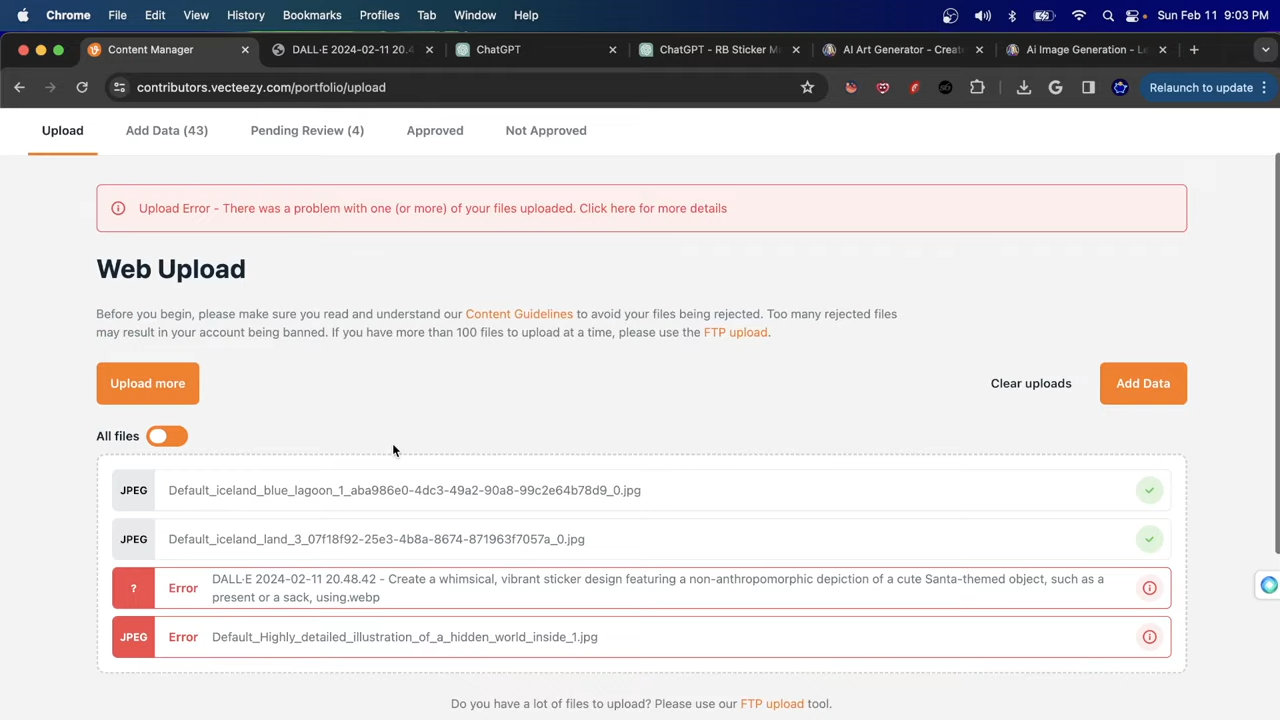 Chrome File Edit View History Bookmarks Profiles Tab Window Help Sun Feb 11 9:03 PM
Content Manager DALL·E 2024-02-11 20.4 ChatGPT ChatGPT - RB Sticker M AI Art Generator - Create Ai Image Generation - Le
contributors.vecteezy.com/portfolio/upload Relaunch to update
Upload Add Data (43) Pending Review (4) Approved Not Approved
Upload Error - There was a problem with one (or more) of your files uploaded. Click here for more details
Web Upload
Before you begin, please make sure you read and understand our Content Guidelines to avoid your files being rejected. Too many rejected files
may result in your account being banned. If you have more than 100 files to upload at a time, please use the FTP upload.
Upload more Clear uploads Add Data
All files
JPEG Default_iceland_blue_lagoon_1_aba986e0-4dc3-49a2-90a8-99c2e64b78d9_0.jpg
JPEG Default_iceland_land_3_07f18f92-25e3-4b8a-8674-871963f7057a_0.jpg
? Error DALL·E 2024-02-11 20.48.42 - Create a whimsical, vibrant sticker design featuring a non-anthropomorphic depiction of a cute Santa-themed object, such as a
present or a sack, using.webp
JPEG Error Default_Highly_detailed_illustration_of_a_hidden_world_inside_1.jpg
Do you have a lot of files to upload? Please use our FTP upload tool.